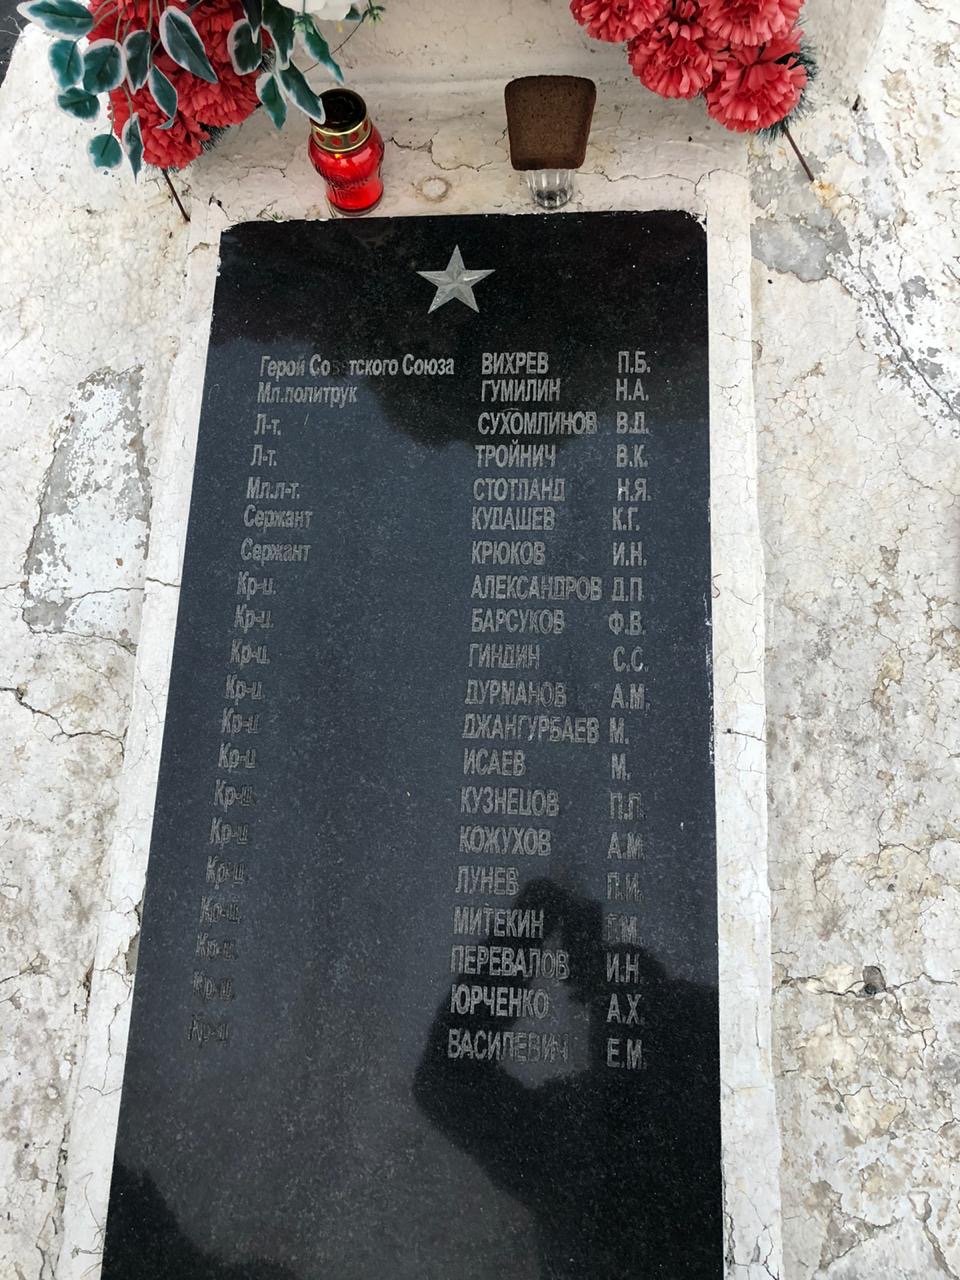 Герой Советского Союза ВИХРЕВ П.Б.
Мл.политрук ГУМИЛИН Н.А.
Л-т. СУХОМЛИНОВ В.Д.
Л-т. ТРОЙНИЧ В.К.
Мл.л-т. СТОТЛАНД Н.Я.
Сержант КУДАШЕВ К.Г.
Сержант КРЮКОВ И.Н.
Кр-ц. АЛЕКСАНДРОВ Д.П
Кр-ц. БАРСУКОВ Ф.В.
Кр-ц. ГИНДИН С.С.
Кр-ц. ДУРМАНОВ А.М.
Кр-ц. ДЖАНГУРБАЕВ М.
Кр-ц ИСАЕВ М.
Кр-ц. КУЗНЕЦОВ П.П.
Кр-ц. КОЖУХОВ А.М.
Кр-ц. ЛУНЕВ П.И.
Кр-ц. МИТЕКИН
Кр-ц. ПЕРЕВАЛОВ И.Н.
Кр-ц. ЮРЧЕНКО А.Х.
Кр-ц. ВАСИЛЕВИЧ Е.М.